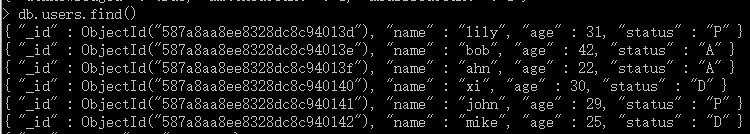 > db.users.find()
{ "_id" : ObjectId("587a8aa8ee8328dc8c94013d"), "name" : "lily", "age" : 31, "status" : "P" }
{ "_id" : ObjectId("587a8aa8ee8328dc8c94013e"), "name" : "bob", "age" : 42, "status" : "A" }
{ "_id" : ObjectId("587a8aa8ee8328dc8c94013f"), "name" : "ahn", "age" : 22, "status" : "A" }
{ "_id" : ObjectId("587a8aa8ee8328dc8c940140"), "name" : "xi", "age" : 30, "status" : "D" }
{ "_id" : ObjectId("587a8aa8ee8328dc8c940141"), "name" : "john", "age" : 29, "status" : "P" }
{ "_id" : ObjectId("587a8aa8ee8328dc8c940142"), "name" : "mike", "age" : 25, "status" : "D" }